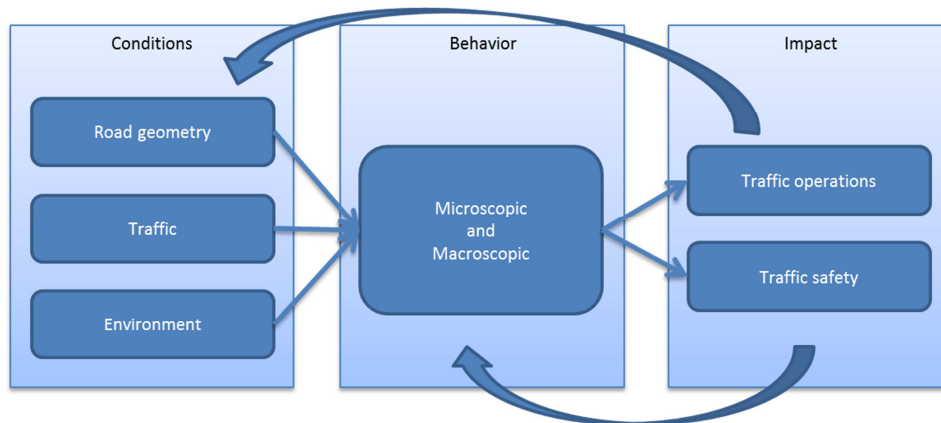 Conditions
Behavior
Impact
Road geometry
Traffic
Environment
Microscopic
and
Macroscopic
Traffic operations
Traffic safety